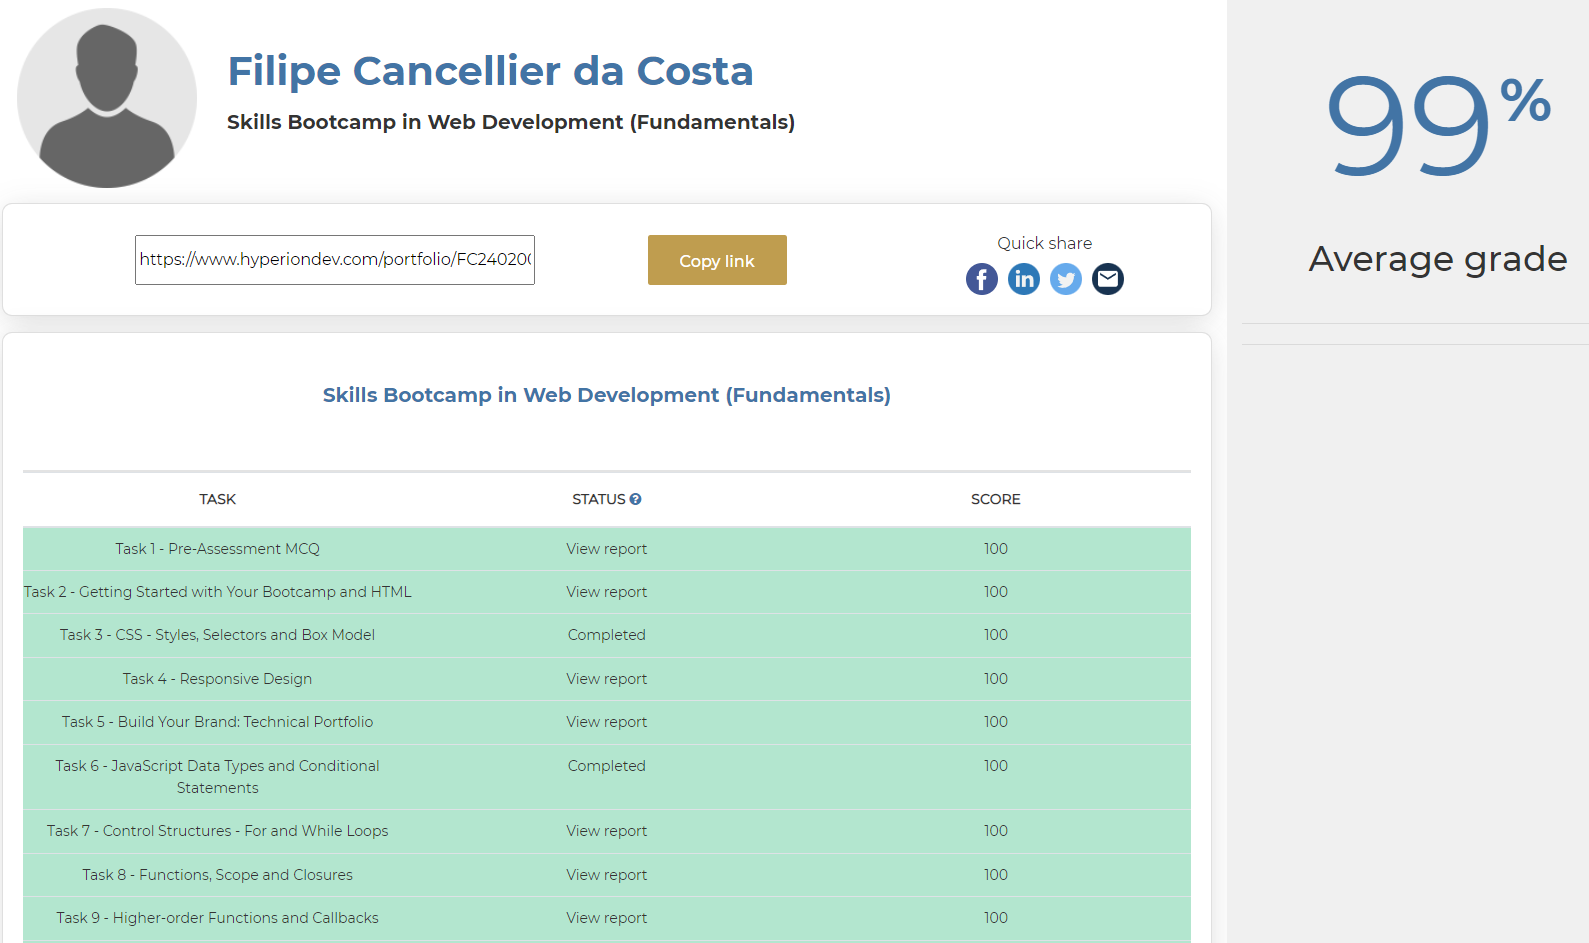 Filipe Cancellier da Costa
Skills Bootcamp in Web Development (Fundamentals)
99%
Average grade
https://www.hyperiondev.com/portfolio/FC24020
Copy link
Quick share
Skills Bootcamp in Web Development (Fundamentals)
TASK STATUS SCORE
Task 1 - Pre-Assessment MCQ View report 100
Task 2 - Getting Started with Your Bootcamp and HTML View report 100
Task 3 - CSS - Styles, Selectors and Box Model Completed 100
Task 4 - Responsive Design View report 100
Task 5 - Build Your Brand: Technical Portfolio View report 100
Task 6 - JavaScript Data Types and Conditional Completed 100
Statements
Task 7 - Control Structures - For and While Loops View report 100
Task 8 - Functions, Scope and Closures View report 100
Task 9 - Higher-order Functions and Callbacks View report 100